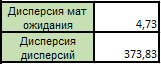 Дисперсия мат
ожидания 4,73
Дисперсия
дисперсий 373,83